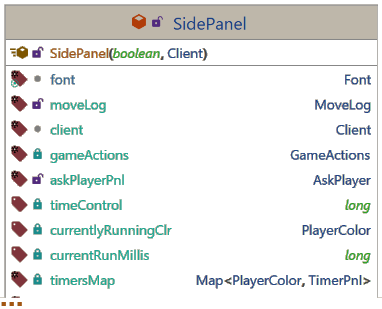 SidePanel
SidePanel(boolean, Client)
font Font
moveLog MoveLog
client Client
gameActions GameActions
askPlayerPnl AskPlayer
timeControl long
currentlyRunningClr PlayerColor
currentRunMillis long
timersMap Map<PlayerColor, TimerPnl>